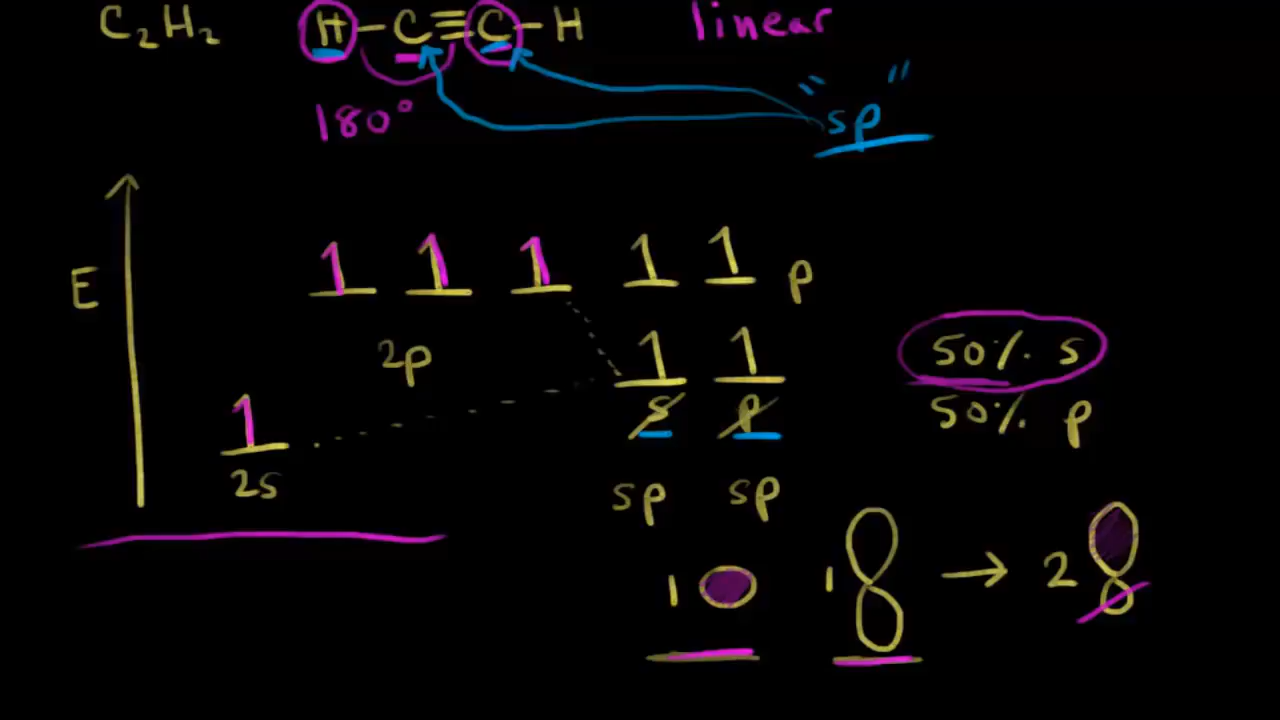 C₂H₂ H–C≡C–H linear
180° "sp"
1 1 1 1 1 p
E
2p 1 1 50% s
1 s p 50% p
2s sp sp
1 1 → 2